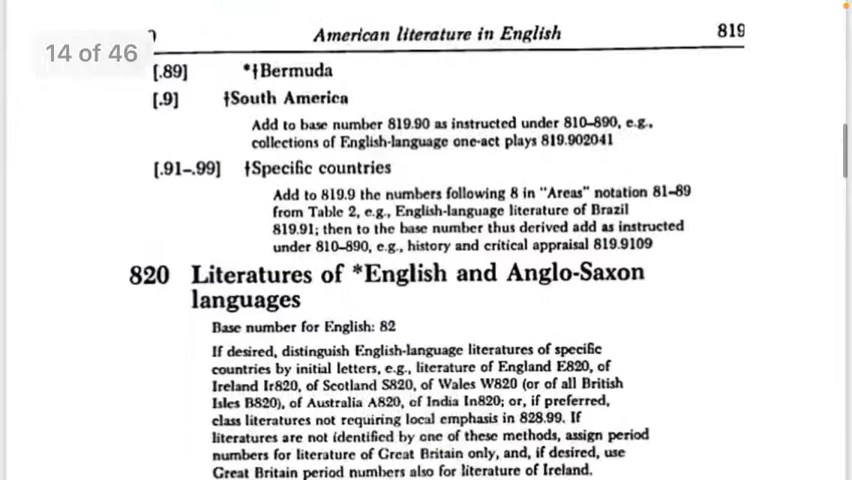 American literature in English 819
14 of 46
[.89] *†Bermuda
[.9] †South America
Add to base number 819.90 as instructed under 810–890, e.g.,
collections of English-language one-act plays 819.902041
[.91–.99] †Specific countries
Add to 819.9 the numbers following 8 in "Areas" notation 81–89
from Table 2, e.g., English-language literature of Brazil
819.91; then to the base number thus derived add as instructed
under 810–890, e.g., history and critical appraisal 819.9109
820 Literatures of *English and Anglo-Saxon
languages
Base number for English: 82
If desired, distinguish English-language literatures of specific
countries by initial letters, e.g., literature of England E820, of
Ireland Ir820, of Scotland S820, of Wales W820 (or of all British
Isles B820), of Australia A820, of India In820; or, if preferred,
class literatures not requiring local emphasis in 828.99. If
literatures are not identified by one of these methods, assign period
numbers for literature of Great Britain only, and, if desired, use
Great Britain period numbers also for literature of Ireland.